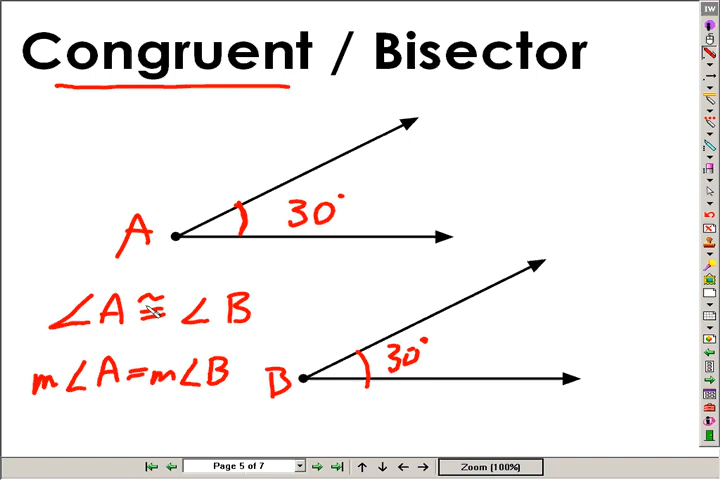 IW
Congruent / Bisector
30°
A
∠A ≅ ∠B
m∠A = m∠B
B
30°
Page 5 of 7
Zoom (100%)